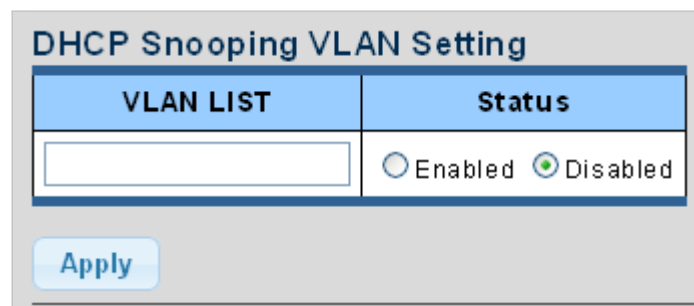 DHCP Snooping VLAN Setting
VLAN LIST Status
Enabled Disabled
Apply